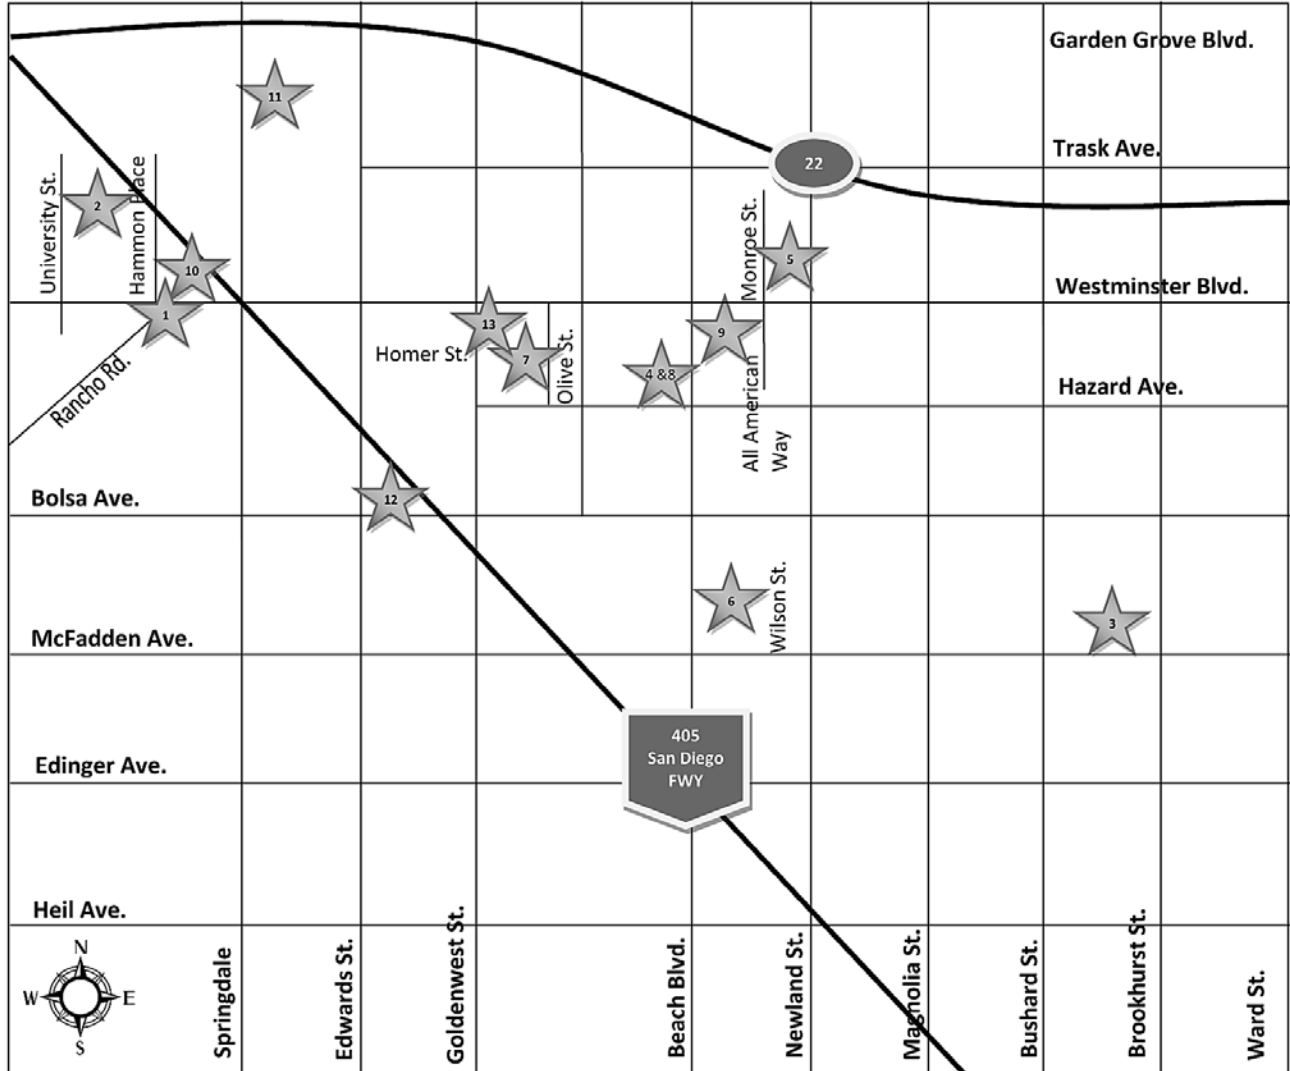 Garden Grove Blvd.
11
Trask Ave.
22
University St.
2
Hammon Place
Monroe St.
5
10
Westminster Blvd.
1
13
9
Homer St.
7
Olive St.
4 &8
Rancho Rd.
Hazard Ave.
All American
Way
Bolsa Ave.
12
6
Wilson St.
3
McFadden Ave.
405
San Diego
FWY
Edinger Ave.
Heil Ave.
N
W
E
S
Springdale
Edwards St.
Goldenwest St.
Beach Blvd.
Newland St.
Magnolia St.
Bushard St.
Brookhurst St.
Ward St.